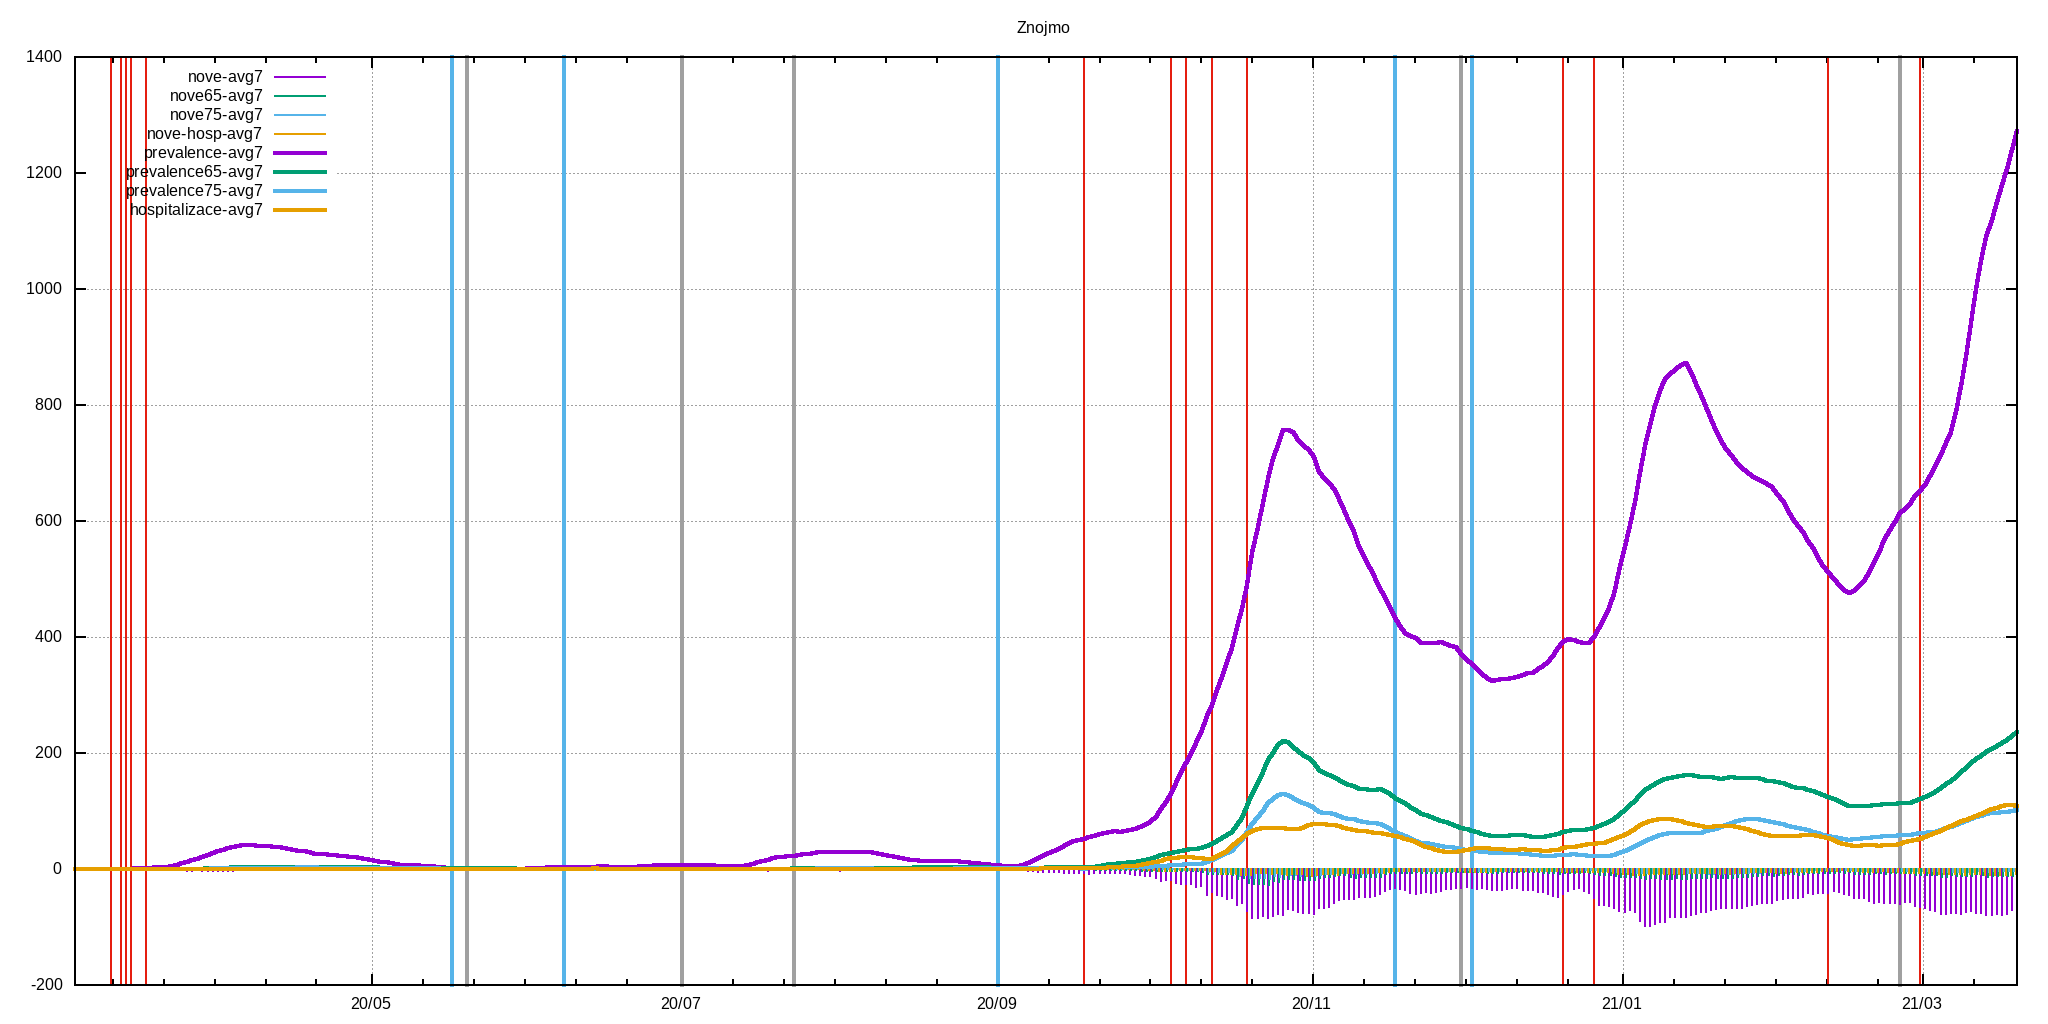 Znojmo
1400
1200
1000
800
600
400
200
0
-200
nove-avg7
nove65-avg7
nove75-avg7
nove-hosp-avg7
prevalence-avg7
prevalence65-avg7
prevalence75-avg7
hospitalizace-avg7
20/05
20/07
20/09
20/11
21/01
21/03